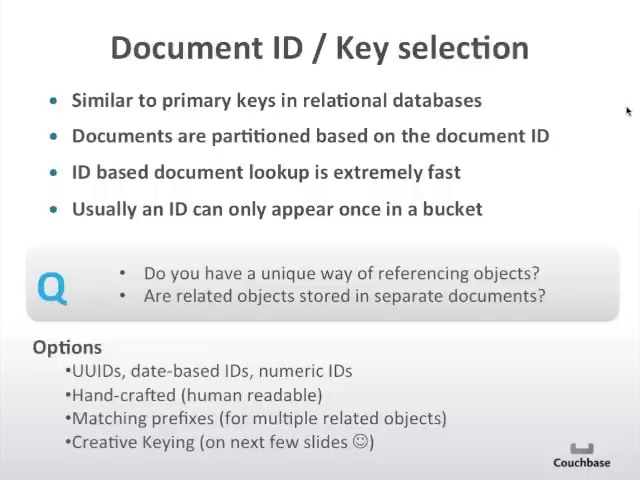 Document ID / Key selection
• Similar to primary keys in relational databases
• Documents are partitioned based on the document ID
• ID based document lookup is extremely fast
• Usually an ID can only appear once in a bucket
Q
• Do you have a unique way of referencing objects?
• Are related objects stored in separate documents?
Options
•UUIDs, date-based IDs, numeric IDs
•Hand-crafted (human readable)
•Matching prefixes (for multiple related objects)
•Creative Keying (on next few slides ☺)
Couchbase